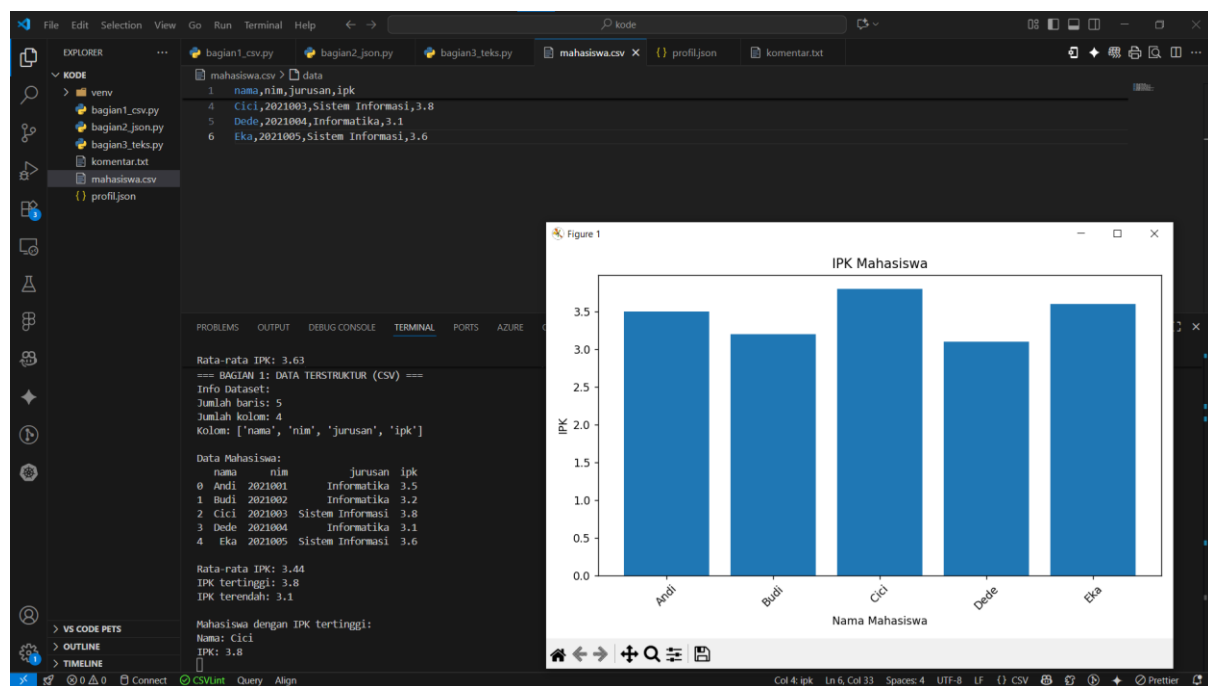 File Edit Selection View Go Run Terminal Help kode
EXPLORER
KODE
venv
bagian1_csv.py
bagian2_json.py
bagian3_teks.py
komentar.txt
mahasiswa.csv
profil.json
VS CODE PETS
OUTLINE
TIMELINE
3
1
bagian1_csv.py bagian2_json.py bagian3_teks.py mahasiswa.csv profil.json komentar.txt
mahasiswa.csv > data
1 nama,nim,jurusan,ipk
4 Cici,2021003,Sistem Informasi,3.8
5 Dede,2021004,Informatika,3.1
6 Eka,2021005,Sistem Informasi,3.6
PROBLEMS OUTPUT DEBUG CONSOLE TERMINAL PORTS AZURE
Rata-rata IPK: 3.63
=== BAGIAN 1: DATA TERSTRUKTUR (CSV) ===
Info Dataset:
Jumlah baris: 5
Jumlah kolom: 4
Kolom: ['nama', 'nim', 'jurusan', 'ipk']
Data Mahasiswa:
nama nim jurusan ipk
0 Andi 2021001 Informatika 3.5
1 Budi 2021002 Informatika 3.2
2 Cici 2021003 Sistem Informasi 3.8
3 Dede 2021004 Informatika 3.1
4 Eka 2021005 Sistem Informasi 3.6
Rata-rata IPK: 3.44
IPK tertinggi: 3.8
IPK terendah: 3.1
Mahasiswa dengan IPK tertinggi:
Nama: Cici
IPK: 3.8
Figure 1
IPK Mahasiswa
3.5
3.0
2.5
2.0
1.5
1.0
0.5
0.0
IPK
Andi Budi Cici Dede Eka
Nama Mahasiswa
0 0 0 Connect CSVLint Query Align Col 4: ipk Ln 6, Col 33 Spaces: 4 UTF-8 LF {} CSV Prettier